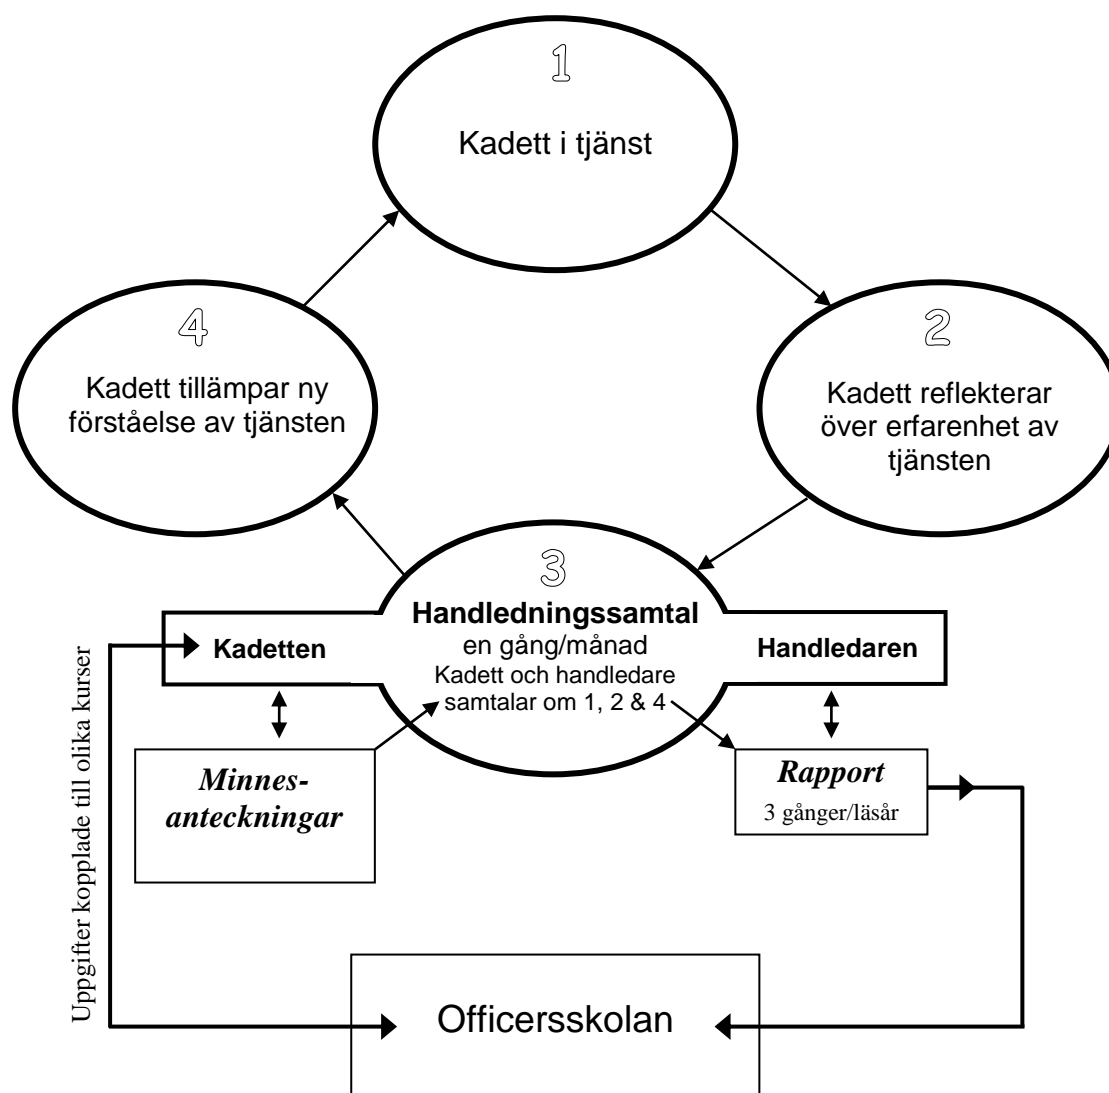 1
Kadett i tjänst
2
Kadett reflekterar
över erfarenhet av
tjänsten
3
Handledningssamtal
en gång/månad
Kadett och handledare
samtalar om 1, 2 & 4
4
Kadett tillämpar ny
förståelse av tjänsten
Kadetten
Handledaren
Minnes-
anteckningar
Rapport
3 gånger/läsår
Uppgifter kopplade till olika kurser
Officersskolan